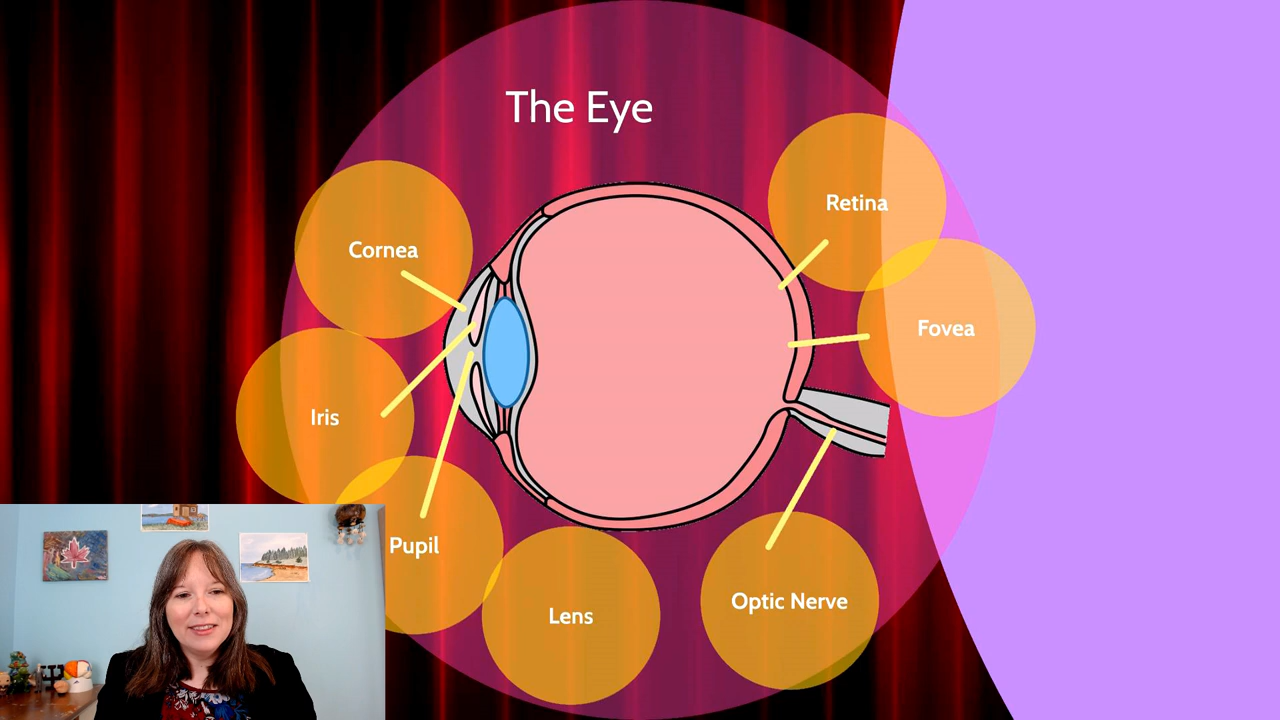 The Eye
Cornea
Retina
Iris
Fovea
Pupil
Lens
Optic Nerve